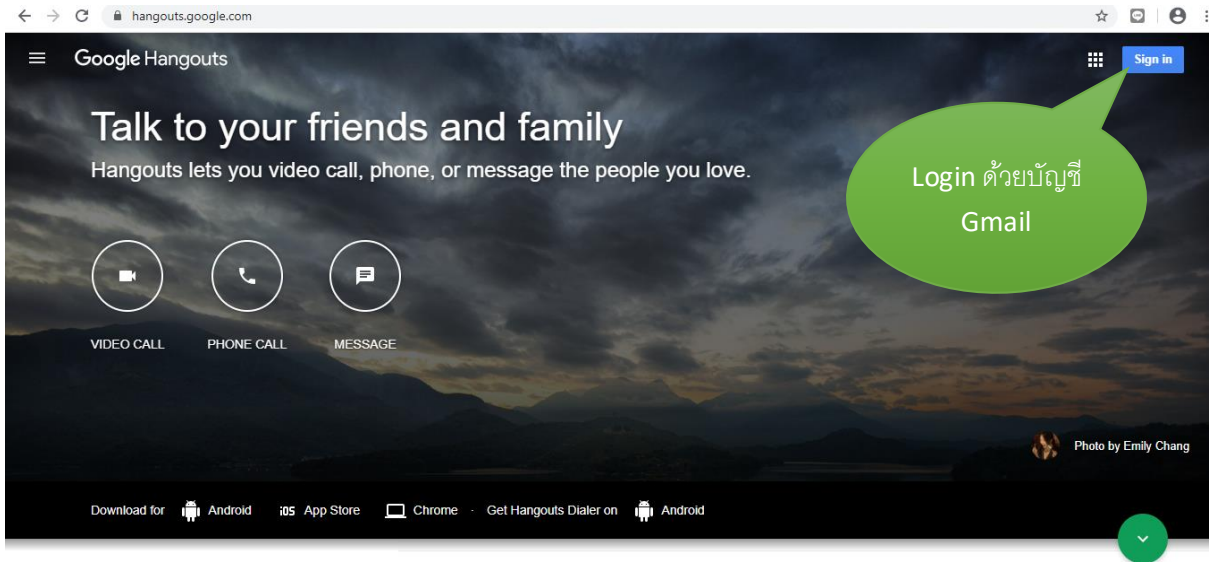 hangouts.google.com
Google Hangouts
Sign in
Talk to your friends and family
Hangouts lets you video call, phone, or message the people you love.
Login ด้วยบัญชี
Gmail
VIDEO CALL PHONE CALL MESSAGE
Photo by Emily Chang
Download for Android iOS App Store Chrome · Get Hangouts Dialer on Android